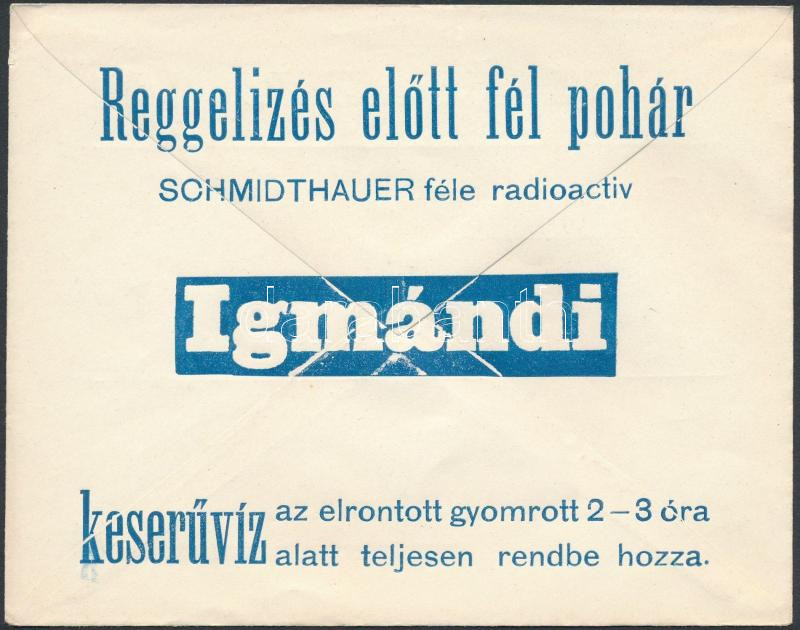 Reggelizés előtt fél pohár
SCHMIDTHAUER féle radioactiv
Igmándi
keserűvíz az elrontott gyomrott 2–3 óra
alatt teljesen rendbe hozza.